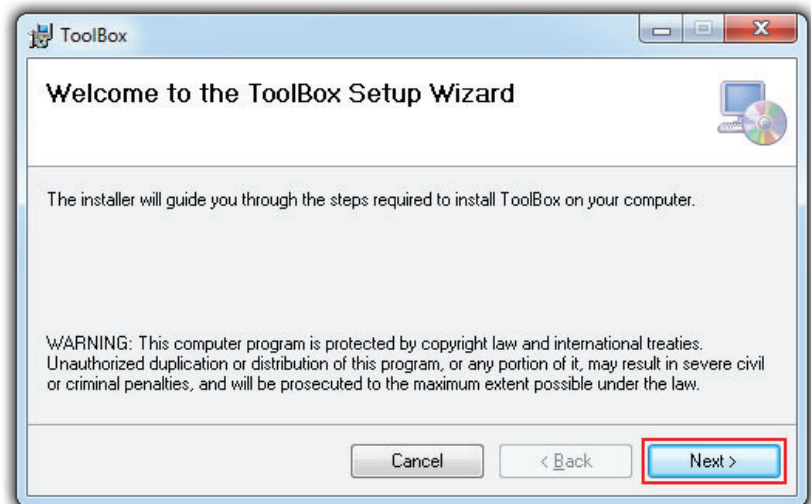 ToolBox
Welcome to the ToolBox Setup Wizard
The installer will guide you through the steps required to install ToolBox on your computer.
WARNING: This computer program is protected by copyright law and international treaties.
Unauthorized duplication or distribution of this program, or any portion of it, may result in severe civil
or criminal penalties, and will be prosecuted to the maximum extent possible under the law.
Cancel
< Back
Next >